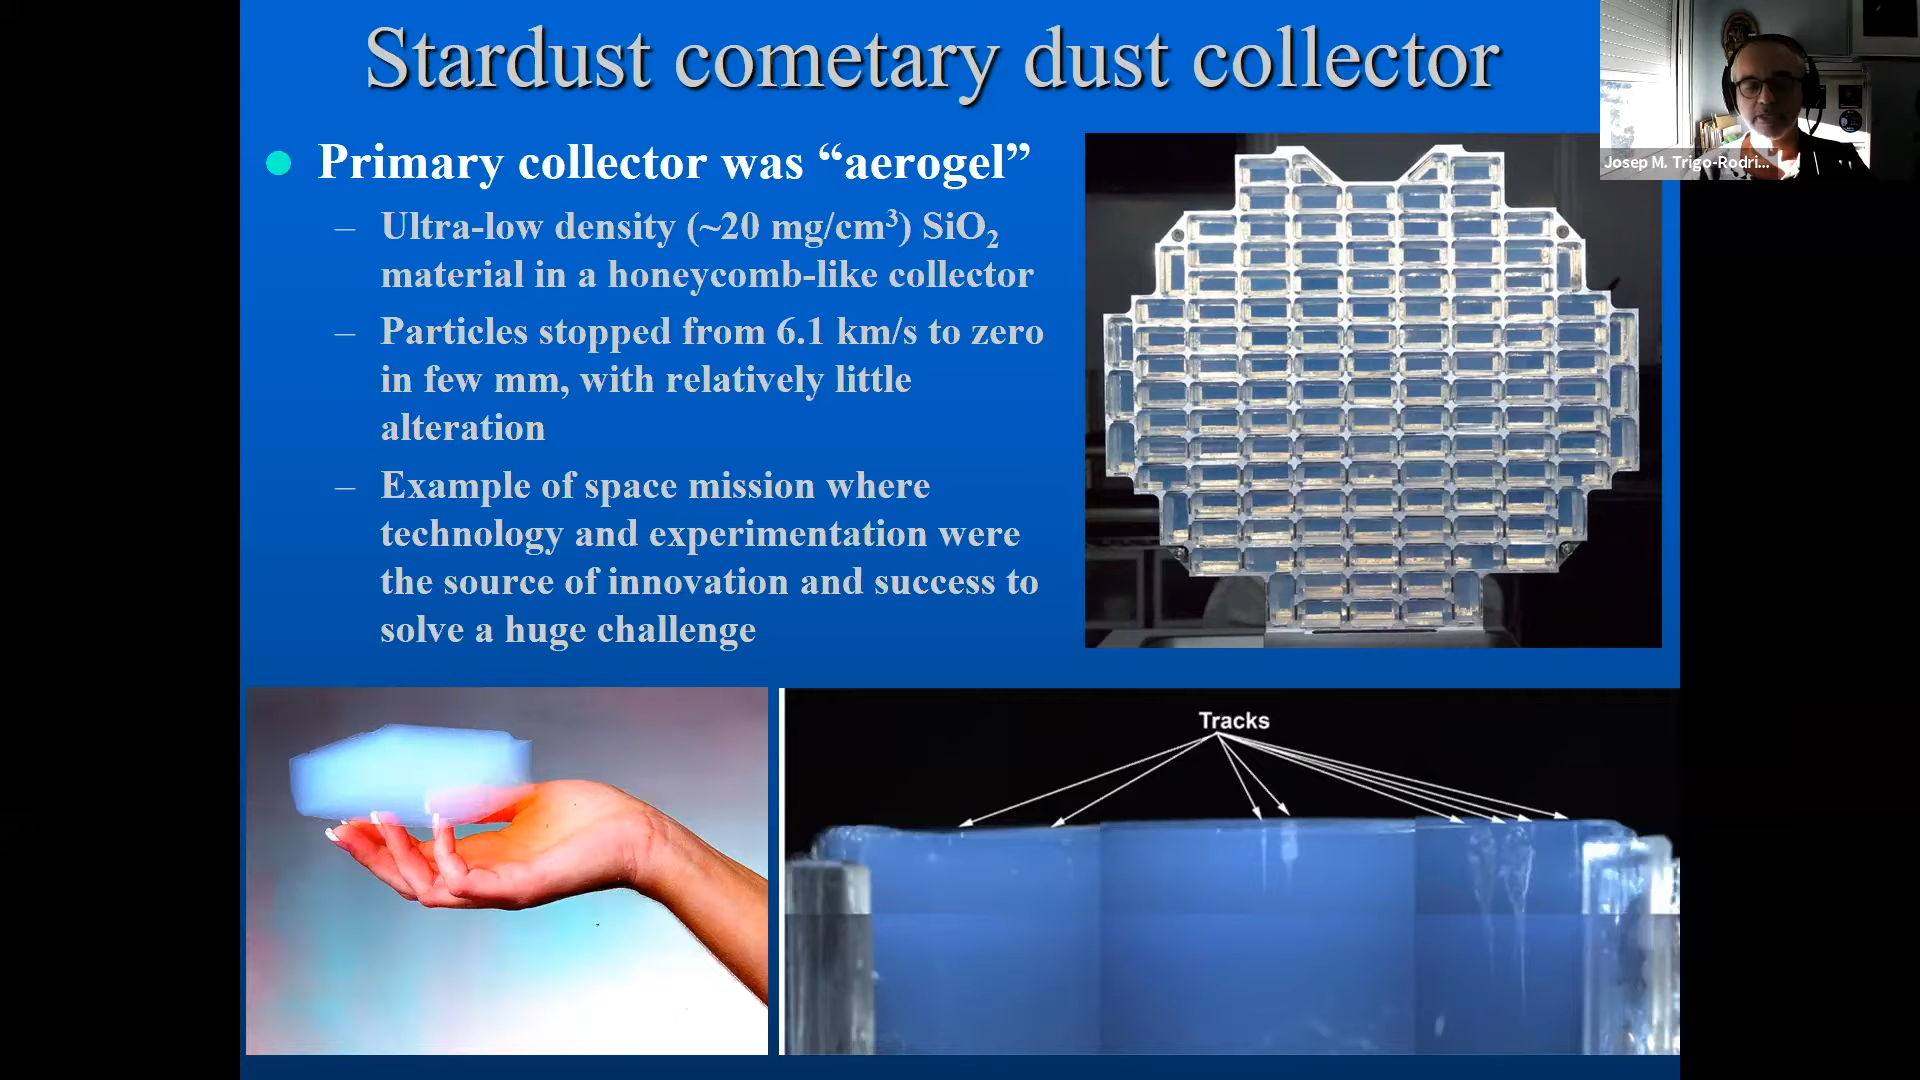 Stardust cometary dust collector
Primary collector was “aerogel”
– Ultra-low density (~20 mg/cm³) SiO₂
material in a honeycomb-like collector
– Particles stopped from 6.1 km/s to zero
in few mm, with relatively little
alteration
– Example of space mission where
technology and experimentation were
the source of innovation and success to
solve a huge challenge
Josep M. Trigo-Rodri...
Tracks